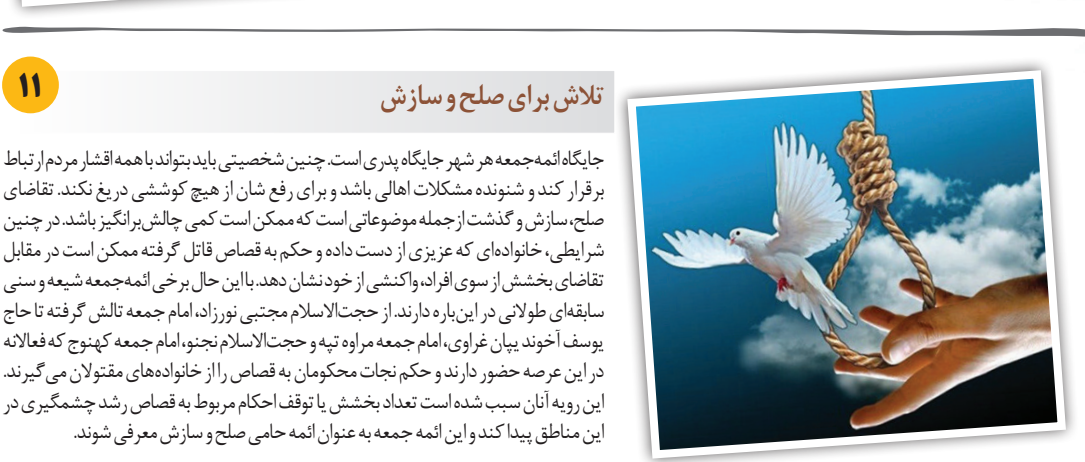 ۱۱
تلاش برای صلح و سازش
جایگاه ائمه‌جمعه هر شهر جایگاه پدری است. چنین شخصیتی باید بتواند با همه اقشار مردم ارتباط
برقرار کند و شنونده مشکلات اهالی باشد و برای رفع شان از هیچ کوششی دریغ نکند. تقاضای
صلح، سازش و گذشت ازجمله موضوعاتی است که ممکن است کمی چالش‌برانگیز باشد. در چنین
شرایطی، خانواده‌ای که عزیزی از دست داده و حکم به قصاص قاتل گرفته ممکن است در مقابل
تقاضای بخشش از سوی افراد، واکنشی از خود نشان دهد. با این حال برخی ائمه‌جمعه شیعه و سنی
سابقه‌ای طولانی در این‌باره دارند. از حجت‌الاسلام مجتبی نورزاد، امام جمعه تالش گرفته تا حاج
یوسف آخوند یپان غراوی، امام جمعه مراوه تپه و حجت‌الاسلام نجنو، امام جمعه کهنوج که فعالانه
در این عرصه حضور دارند و حکم نجات محکومان به قصاص را از خانواده‌های مقتولان می‌گیرند.
این رویه آنان سبب شده است تعداد بخشش یا توقف احکام مربوط به قصاص رشد چشمگیری در
این مناطق پیدا کند و این ائمه جمعه به عنوان ائمه حامی صلح و سازش معرفی شوند.